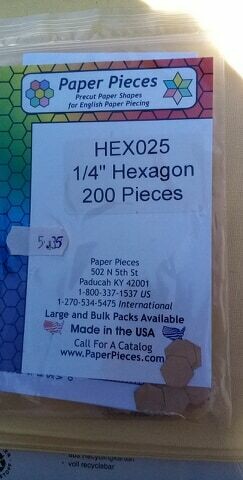 Paper Pieces
Precut Paper Shapes
for English Paper Piecing
HEX025
1/4" Hexagon
200 Pieces
Paper Pieces
502 N 5th St
Paducah KY 42001
1-800-337-1537 US
1-270-534-5475 International
Large and Bulk Packs Available
Made in the USA
Call For A Catalog
www.PaperPieces.com
voll recyclebar